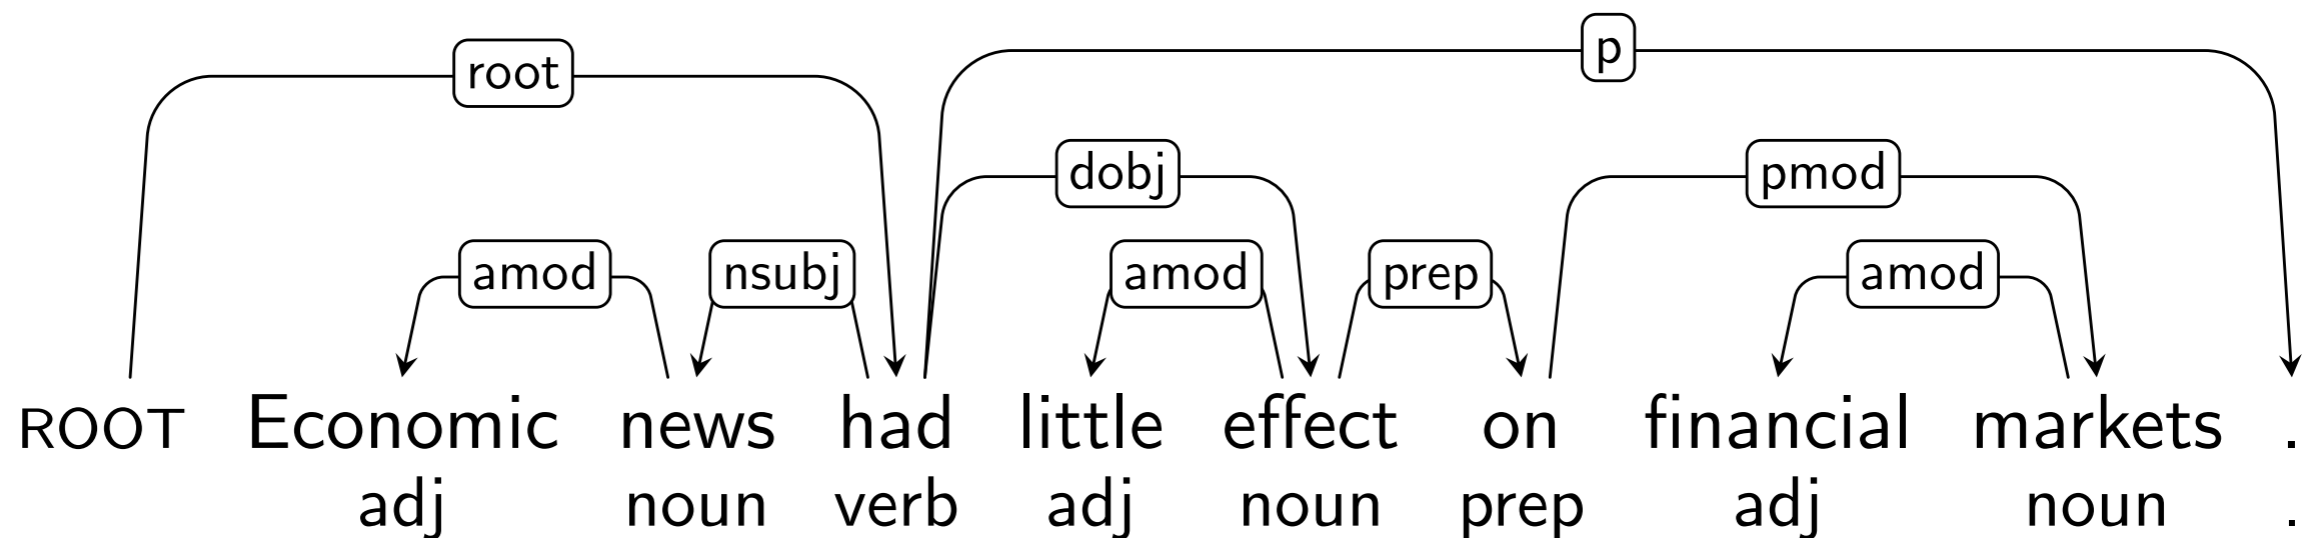 p
root
dobj pmod
amod nsubj amod prep amod
ROOT Economic news had little effect on financial markets .
adj noun verb adj noun prep adj noun .